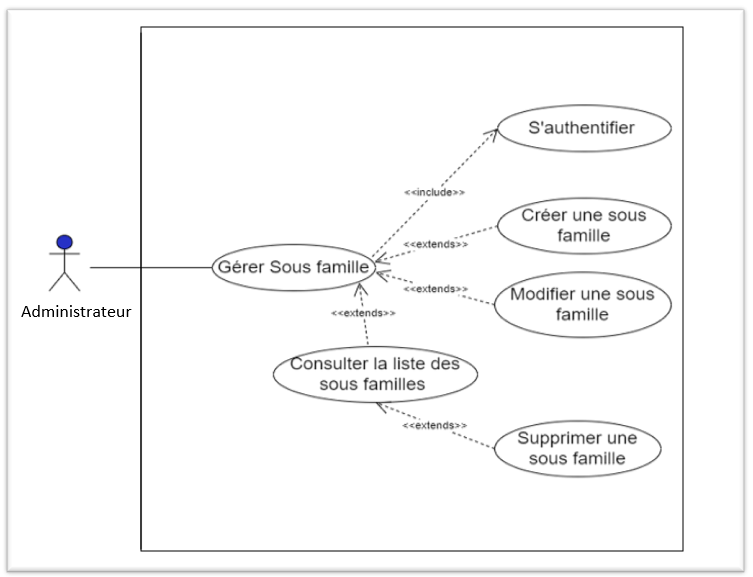 S'authentifier
<<include>>
Créer une sous
famille
<<extends>>
Gérer Sous famille
<<extends>>
Modifier une sous
famille
Administrateur
<<extends>>
Consulter la liste des
sous familles
<<extends>>
Supprimer une
sous famille